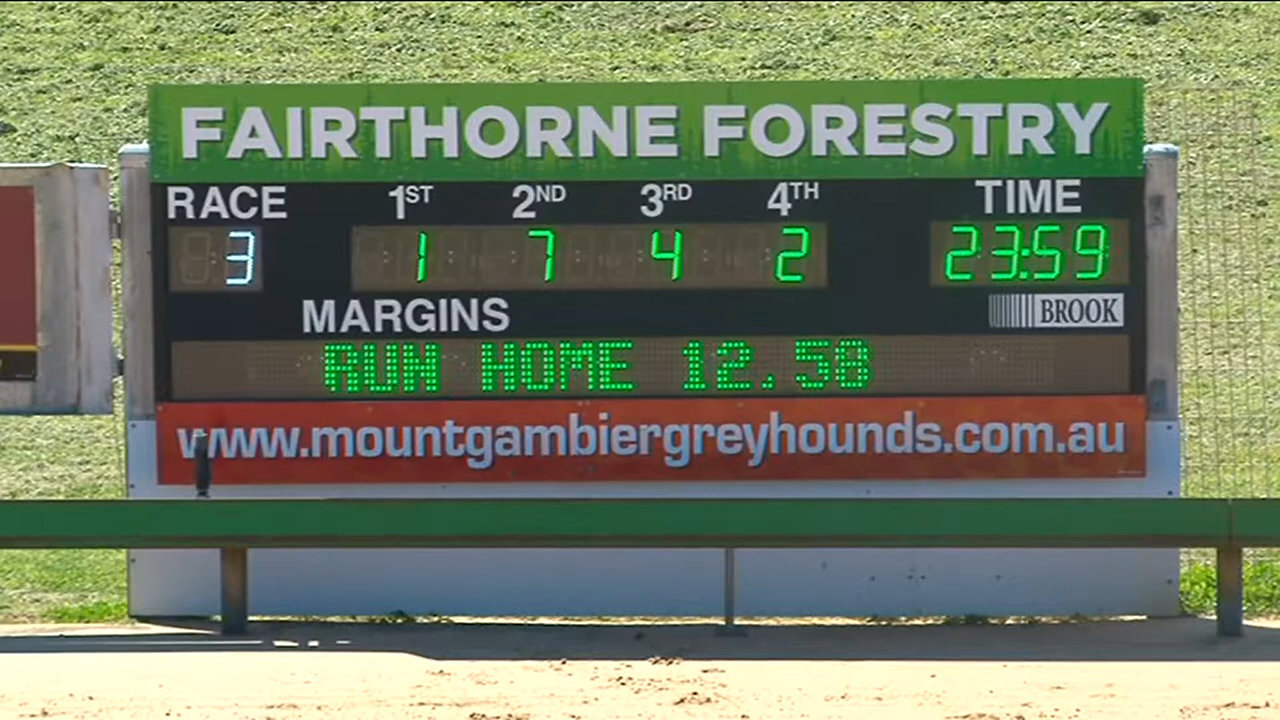 FAIRTHORNE FORESTRY
RACE 1ST 2ND 3RD 4TH TIME
3 1 7 4 2 23:59
MARGINS BROOK
RUN HOME 12.58
www.mountgambiergreyhounds.com.au